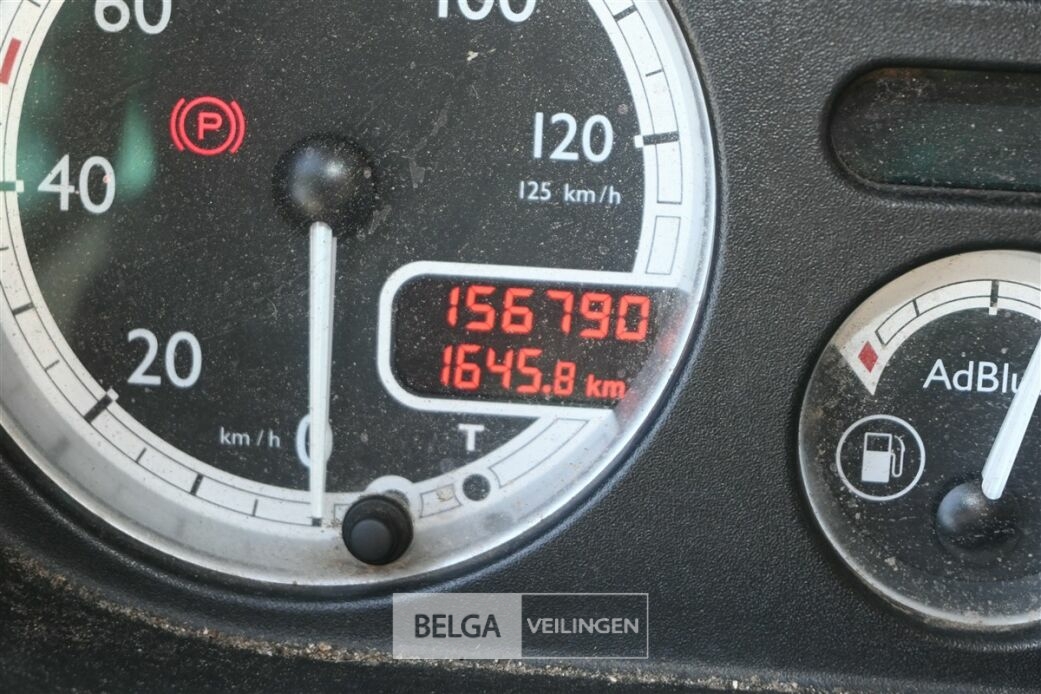 60
100
P
120
125 km/h
40
156790
1645.8 km
20
km/h 0
T
AdBlu
BELGA VEILINGEN